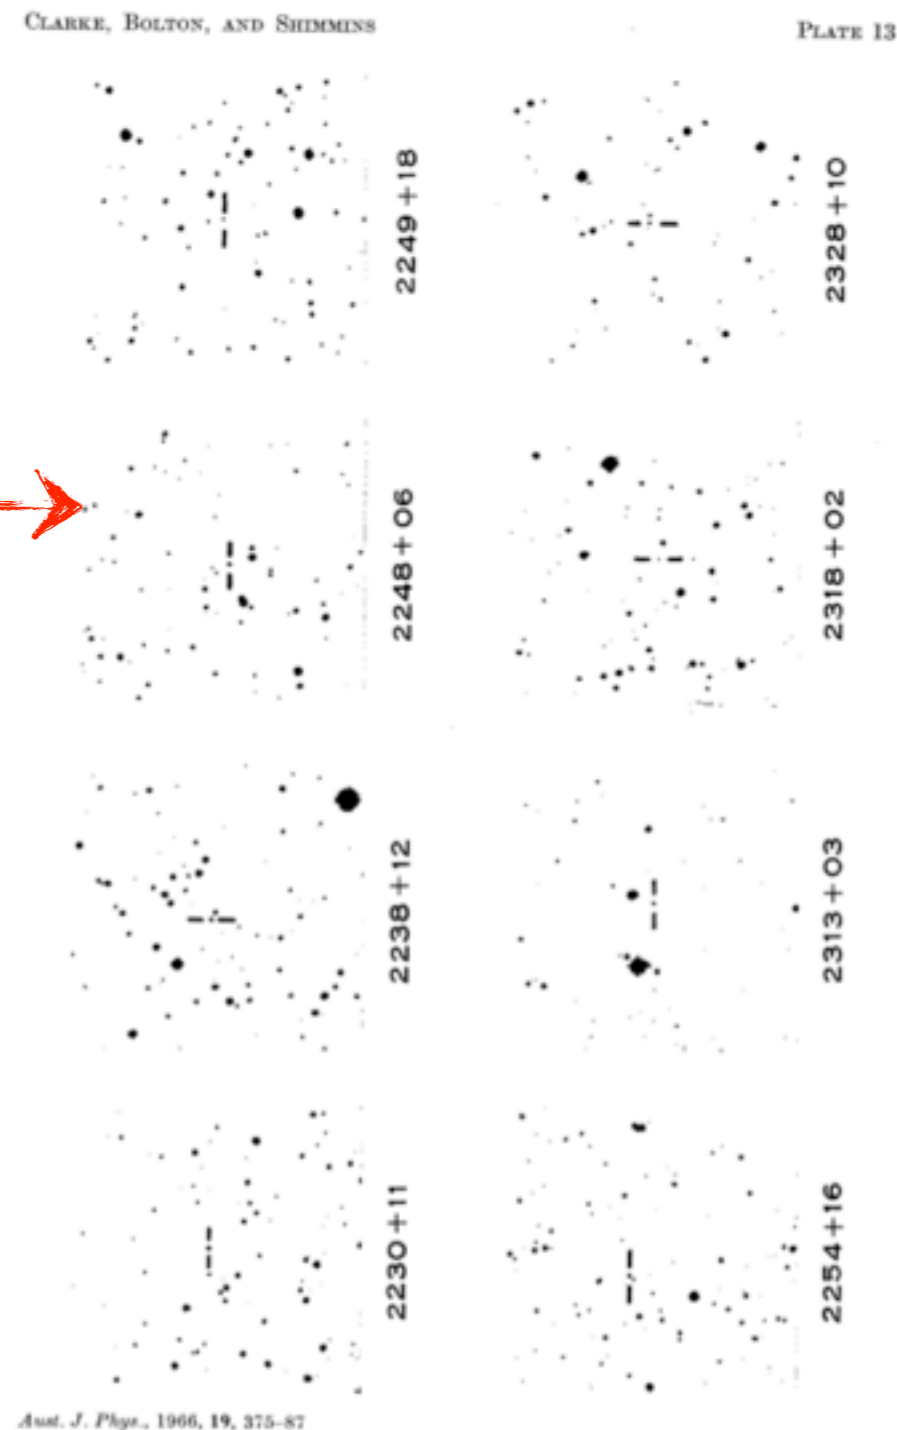 CLARKE, BOLTON, AND SHIMMINS
PLATE 13
2249+18
2328+10
2248+06
2318+02
2238+12
2313+03
2230+11
2254+16
Aust. J. Phys., 1966, 19, 375–87